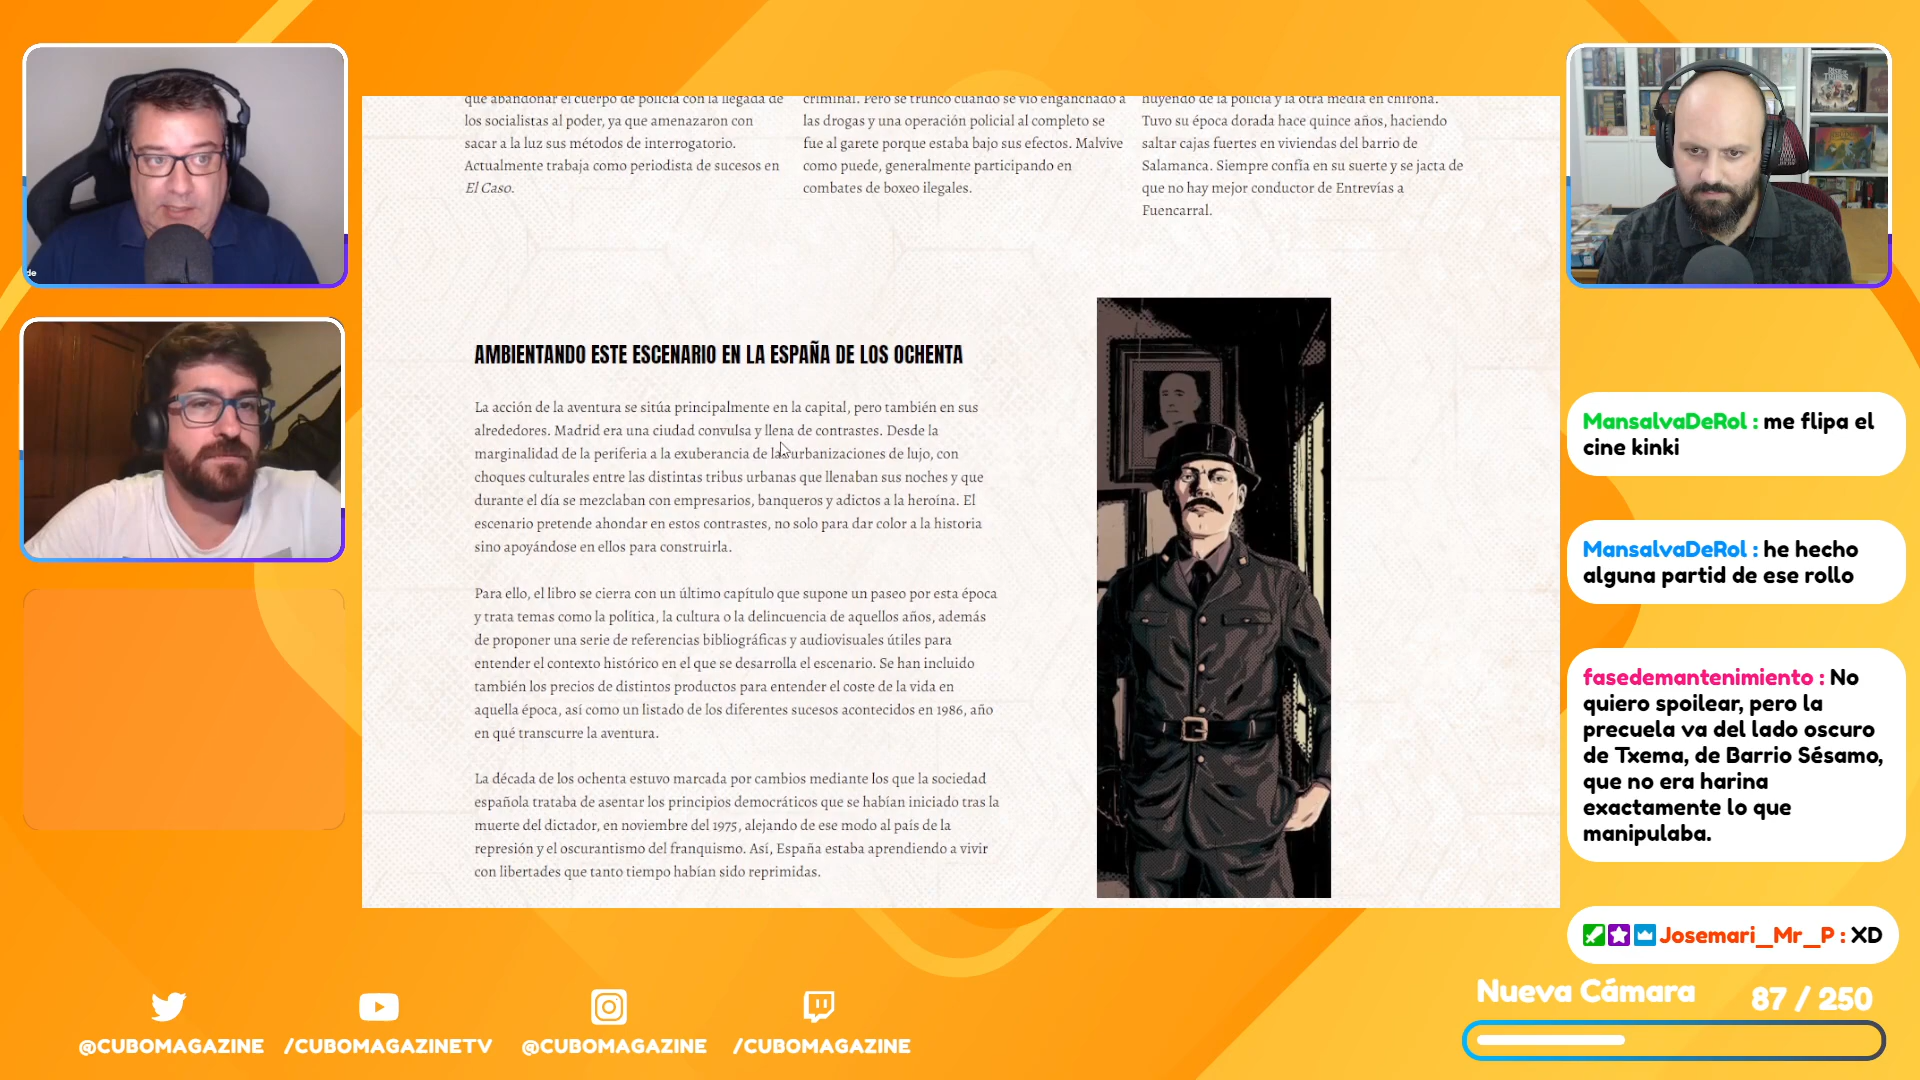 que abandonar el cuerpo de policía con la llegada de
los socialistas al poder, ya que amenazaron con
sacar a la luz sus métodos de interrogatorio.
Actualmente trabaja como periodista de sucesos en
El Caso.
criminal. Pero se truncó cuando se vio enganchado a
las drogas y una operación policial al completo se
fue al garete porque estaba bajo sus efectos. Malvive
como puede, generalmente participando en
combates de boxeo ilegales.
huyendo de la policía y la otra media en chirona.
Tuvo su época dorada hace quince años, haciendo
saltar cajas fuertes en viviendas del barrio de
Salamanca. Siempre confía en su suerte y se jacta de
que no hay mejor conductor de Entrevías a
Fuencarral.
AMBIENTANDO ESTE ESCENARIO EN LA ESPAÑA DE LOS OCHENTA
La acción de la aventura se sitúa principalmente en la capital, pero también en sus
alrededores. Madrid era una ciudad convulsa y llena de contrastes. Desde la
marginalidad de la periferia a la exuberancia de las urbanizaciones de lujo, con
choques culturales entre las distintas tribus urbanas que llenaban sus noches y que
durante el día se mezclaban con empresarios, banqueros y adictos a la heroína. El
escenario pretende ahondar en estos contrastes, no solo para dar color a la historia
sino apoyándose en ellos para construirla.
Para ello, el libro se cierra con un último capítulo que supone un paseo por esta época
y trata temas como la política, la cultura o la delincuencia de aquellos años, además
de proponer una serie de referencias bibliográficas y audiovisuales útiles para
entender el contexto histórico en el que se desarrolla el escenario. Se han incluido
también los precios de distintos productos para entender el coste de la vida en
aquella época, así como un listado de los diferentes sucesos acontecidos en 1986, año
en qué transcurre la aventura.
La década de los ochenta estuvo marcada por cambios mediante los que la sociedad
española trataba de asentar los principios democráticos que se habían iniciado tras la
muerte del dictador, en noviembre del 1975, alejando de ese modo al país de la
represión y el oscurantismo del franquismo. Así, España estaba aprendiendo a vivir
con libertades que tanto tiempo habían sido reprimidas.
de
MansalvaDeRol : me flipa el
cine kinki
MansalvaDeRol : he hecho
alguna partid de ese rollo
fasedemantenimiento : No
quiero spoilear, pero la
precuela va del lado oscuro
de Txema, de Barrio Sésamo,
que no era harina
exactamente lo que
manipulaba.
Josemari_Mr_P : XD
Nueva Cámara 87 / 250
@CUBOMAGAZINE /CUBOMAGAZINETV @CUBOMAGAZINE /CUBOMAGAZINE